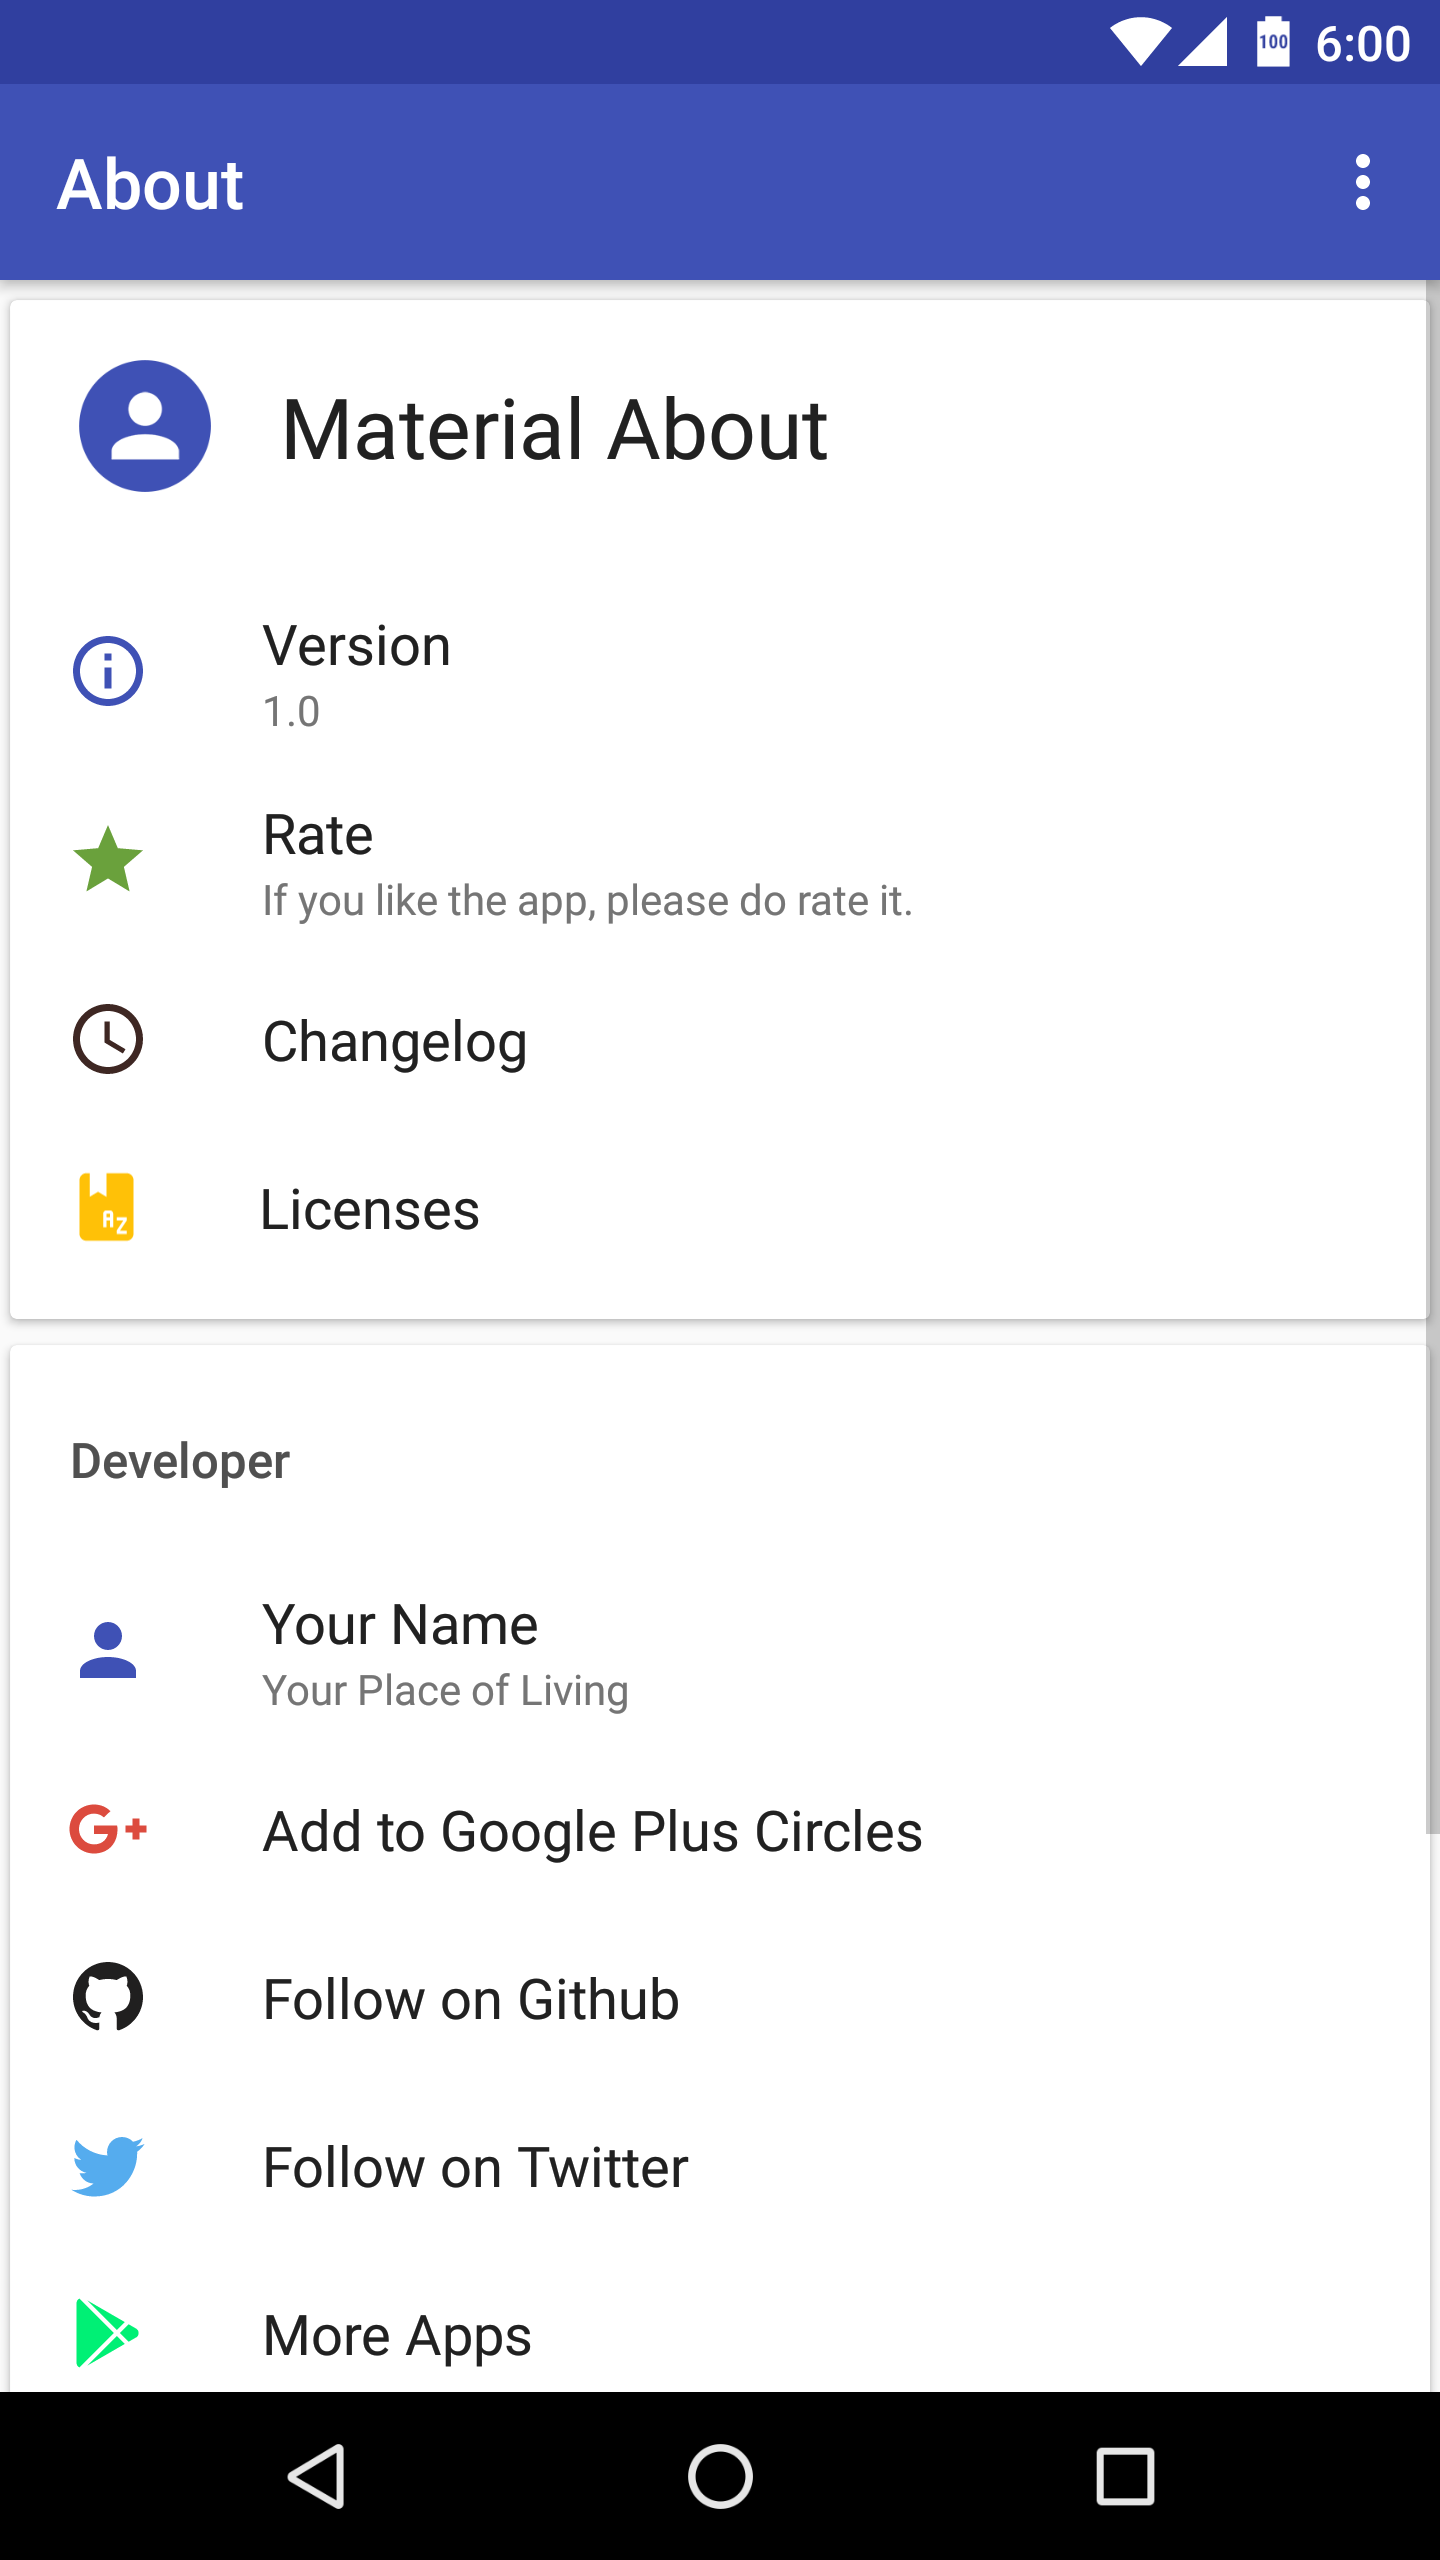 100 6:00
About
Material About
Version
1.0
Rate
If you like the app, please do rate it.
Changelog
AZ
Licenses
Developer
Your Name
Your Place of Living
G+ Add to Google Plus Circles
Follow on Github
Follow on Twitter
More Apps